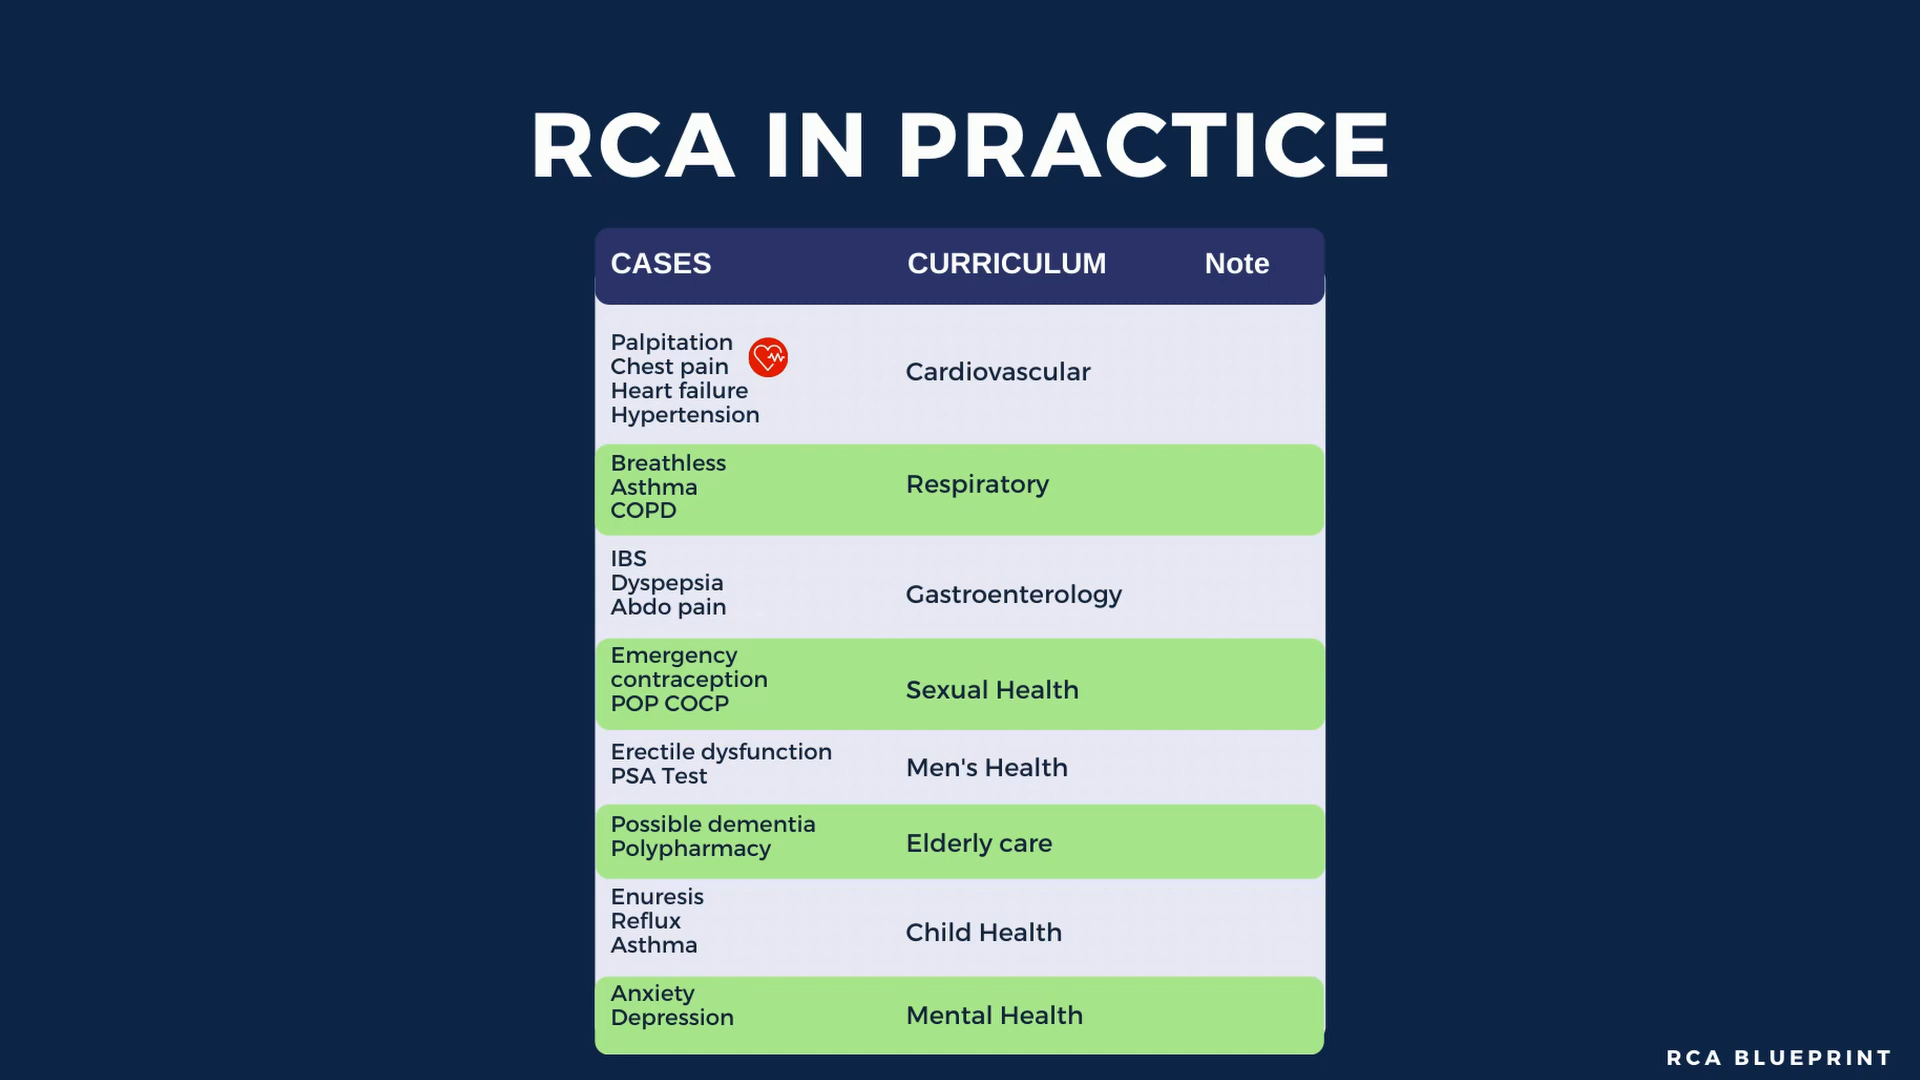 RCA IN PRACTICE
CASES CURRICULUM Note
Palpitation
Chest pain
Heart failure
Hypertension
Cardiovascular
Breathless
Asthma
COPD
Respiratory
IBS
Dyspepsia
Abdo pain
Gastroenterology
Emergency
contraception
POP COCP
Sexual Health
Erectile dysfunction
PSA Test
Men's Health
Possible dementia
Polypharmacy
Elderly care
Enuresis
Reflux
Asthma
Child Health
Anxiety
Depression
Mental Health
RCA BLUEPRINT